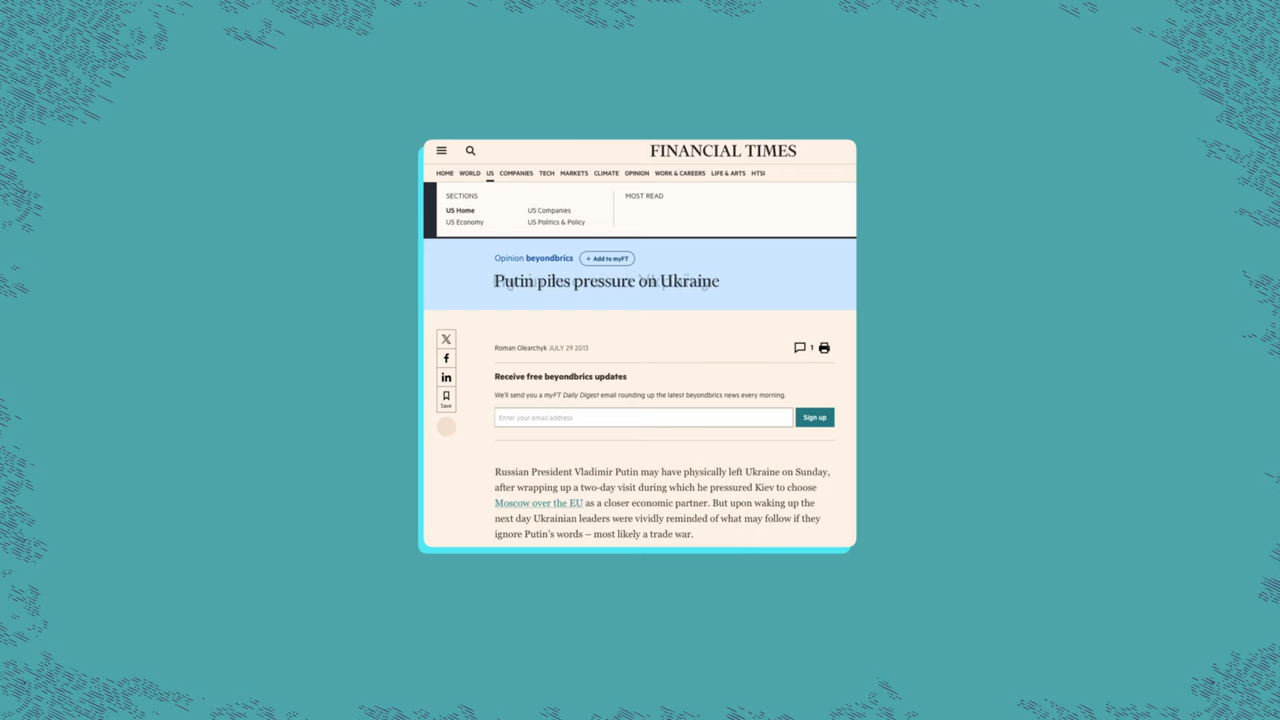 FINANCIAL TIMES
HOME WORLD US COMPANIES TECH MARKETS CLIMATE OPINION WORK & CAREERS LIFE & ARTS HTSI
SECTIONS
MOST READ
US Home
US Companies
US Economy
US Politics & Policy
Opinion beyondbrics
+ Add to myFT
Putin piles pressure on Ukraine
Roman Olearchyk JULY 29 2013
1
Receive free beyondbrics updates
We'll send you a myFT Daily Digest email rounding up the latest beyondbrics news every morning.
Enter your email address
Sign up
Save
Russian President Vladimir Putin may have physically left Ukraine on Sunday,
after wrapping up a two-day visit during which he pressured Kiev to choose
Moscow over the EU as a closer economic partner. But upon waking up the
next day Ukrainian leaders were vividly reminded of what may follow if they
ignore Putin's words – most likely a trade war.